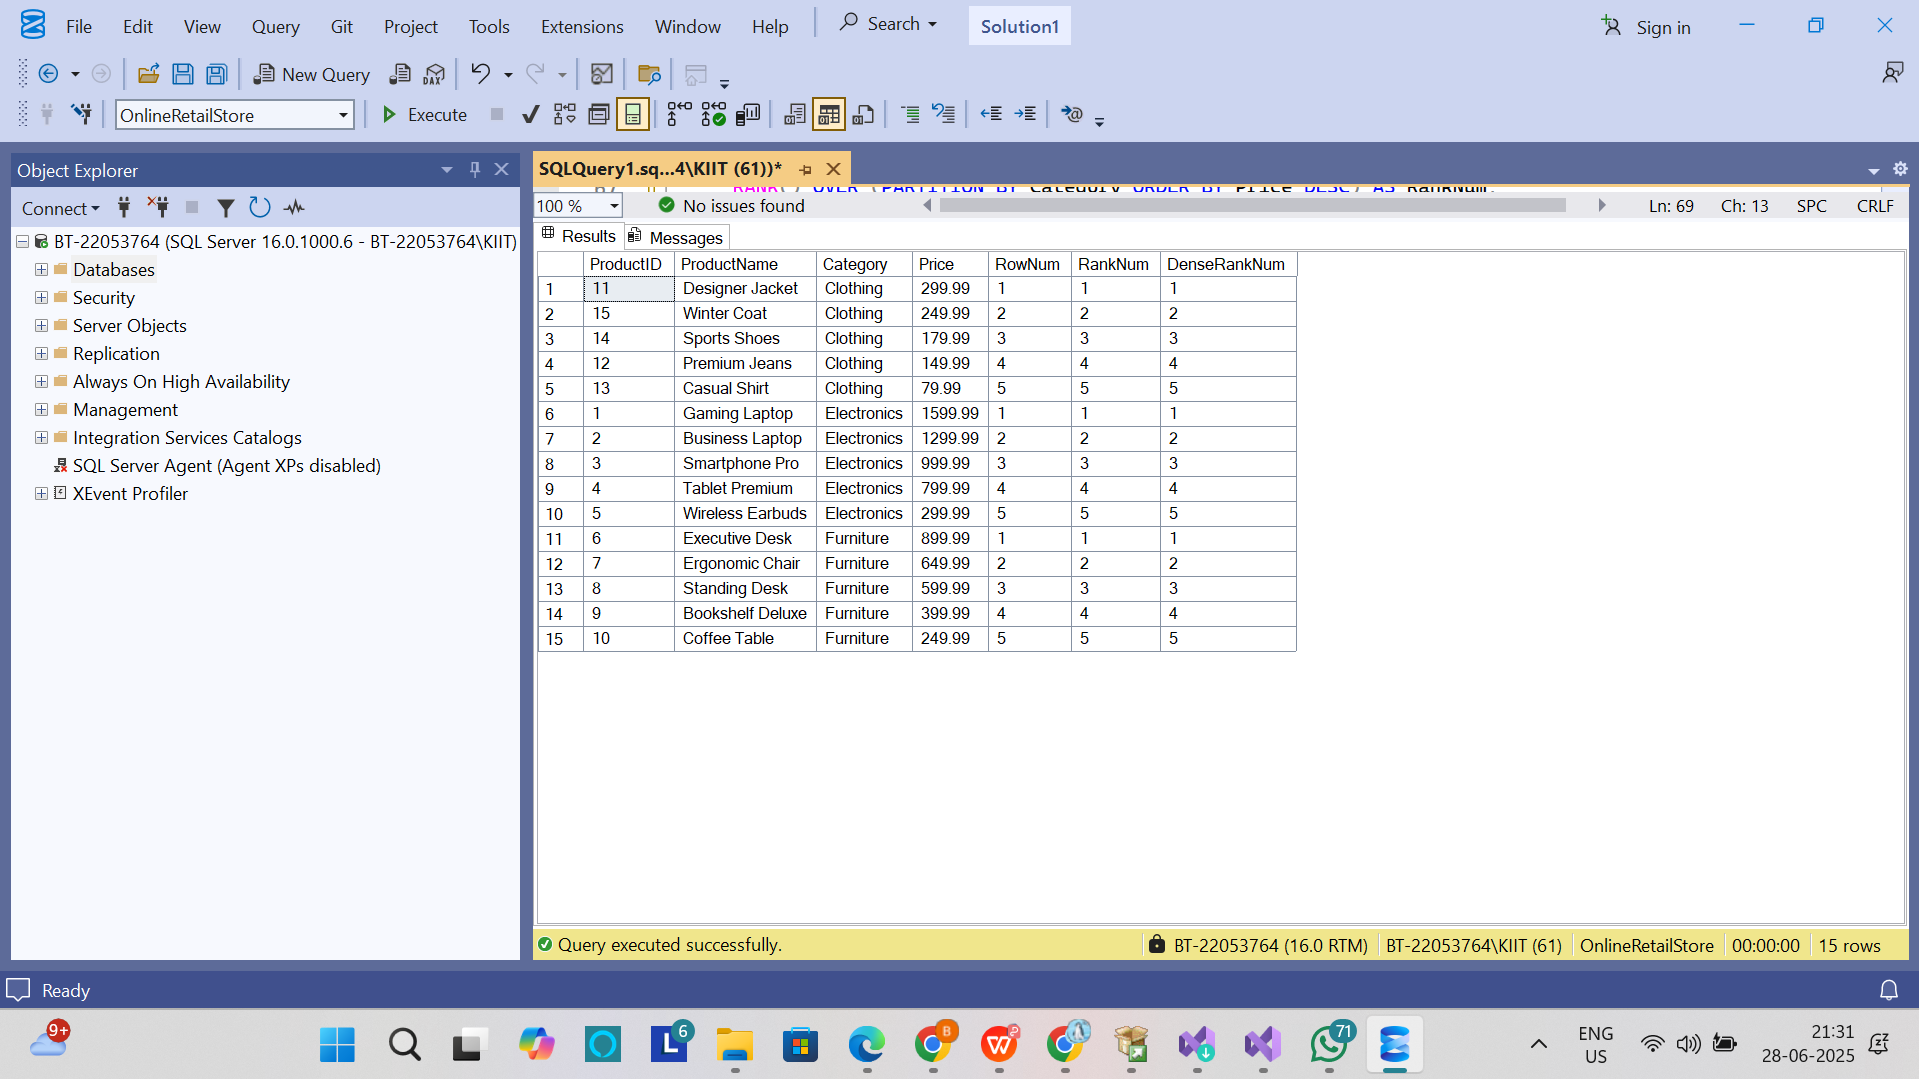 File Edit View Query Git Project Tools Extensions Window Help Search Solution1 Sign in
New Query DAX
OnlineRetailStore Execute
Object Explorer
Connect
BT-22053764 (SQL Server 16.0.1000.6 - BT-22053764\KIIT)
Databases
Security
Server Objects
Replication
Always On High Availability
Management
Integration Services Catalogs
SQL Server Agent (Agent XPs disabled)
XEvent Profiler
SQLQuery1.sq...4\KIIT (61))*
67 RANK() OVER (PARTITION BY Category ORDER BY Price DESC) AS RankNum,
100 % No issues found Ln: 69 Ch: 13 SPC CRLF
Results Messages
ProductID ProductName Category Price RowNum RankNum DenseRankNum
1 11 Designer Jacket Clothing 299.99 1 1 1
2 15 Winter Coat Clothing 249.99 2 2 2
3 14 Sports Shoes Clothing 179.99 3 3 3
4 12 Premium Jeans Clothing 149.99 4 4 4
5 13 Casual Shirt Clothing 79.99 5 5 5
6 1 Gaming Laptop Electronics 1599.99 1 1 1
7 2 Business Laptop Electronics 1299.99 2 2 2
8 3 Smartphone Pro Electronics 999.99 3 3 3
9 4 Tablet Premium Electronics 799.99 4 4 4
10 5 Wireless Earbuds Electronics 299.99 5 5 5
11 6 Executive Desk Furniture 899.99 1 1 1
12 7 Ergonomic Chair Furniture 649.99 2 2 2
13 8 Standing Desk Furniture 599.99 3 3 3
14 9 Bookshelf Deluxe Furniture 399.99 4 4 4
15 10 Coffee Table Furniture 249.99 5 5 5
Query executed successfully. BT-22053764 (16.0 RTM) BT-22053764\KIIT (61) OnlineRetailStore 00:00:00 15 rows
Ready
9+ L 6 B W 71 ENG US 21:31
28-06-2025